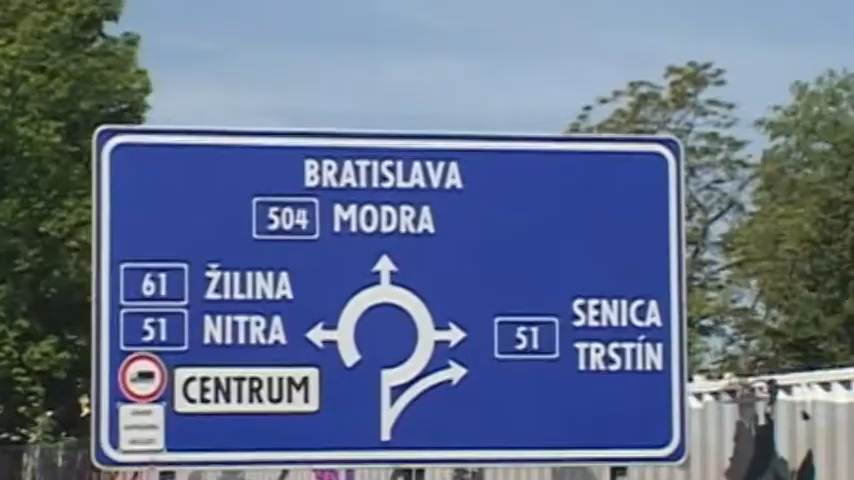 BRATISLAVA
504 MODRA
61 ŽILINA
51 NITRA
CENTRUM
51 SENICA
TRSTÍN